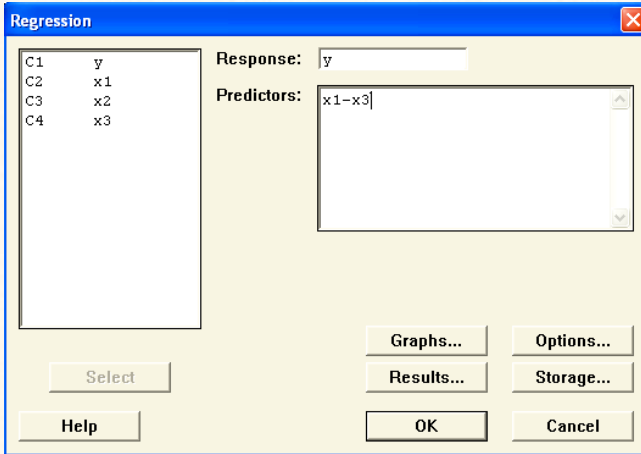 Regression
C1 y
C2 x1
C3 x2
C4 x3
Response: y
Predictors: x1-x3
Graphs... Options...
Select Results... Storage...
Help OK Cancel